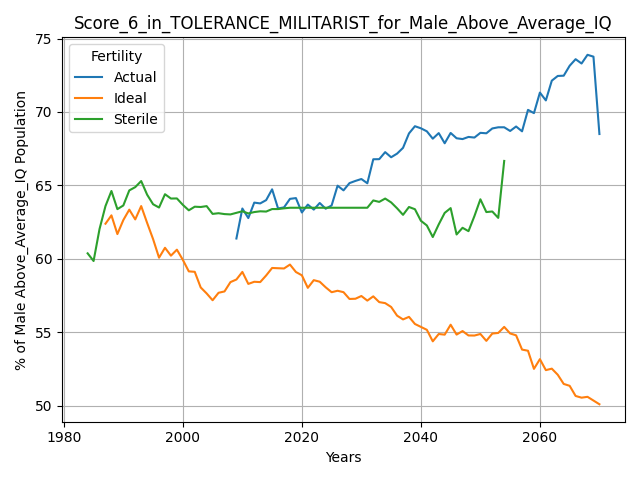 Score_6_in_TOLERANCE_MILITARIST_for_Male_Above_Average_IQ
75
70
65
60
55
50
% of Male Above_Average_IQ Population
Fertility
Actual
Ideal
Sterile
1980
2000
2020
2040
2060
Years